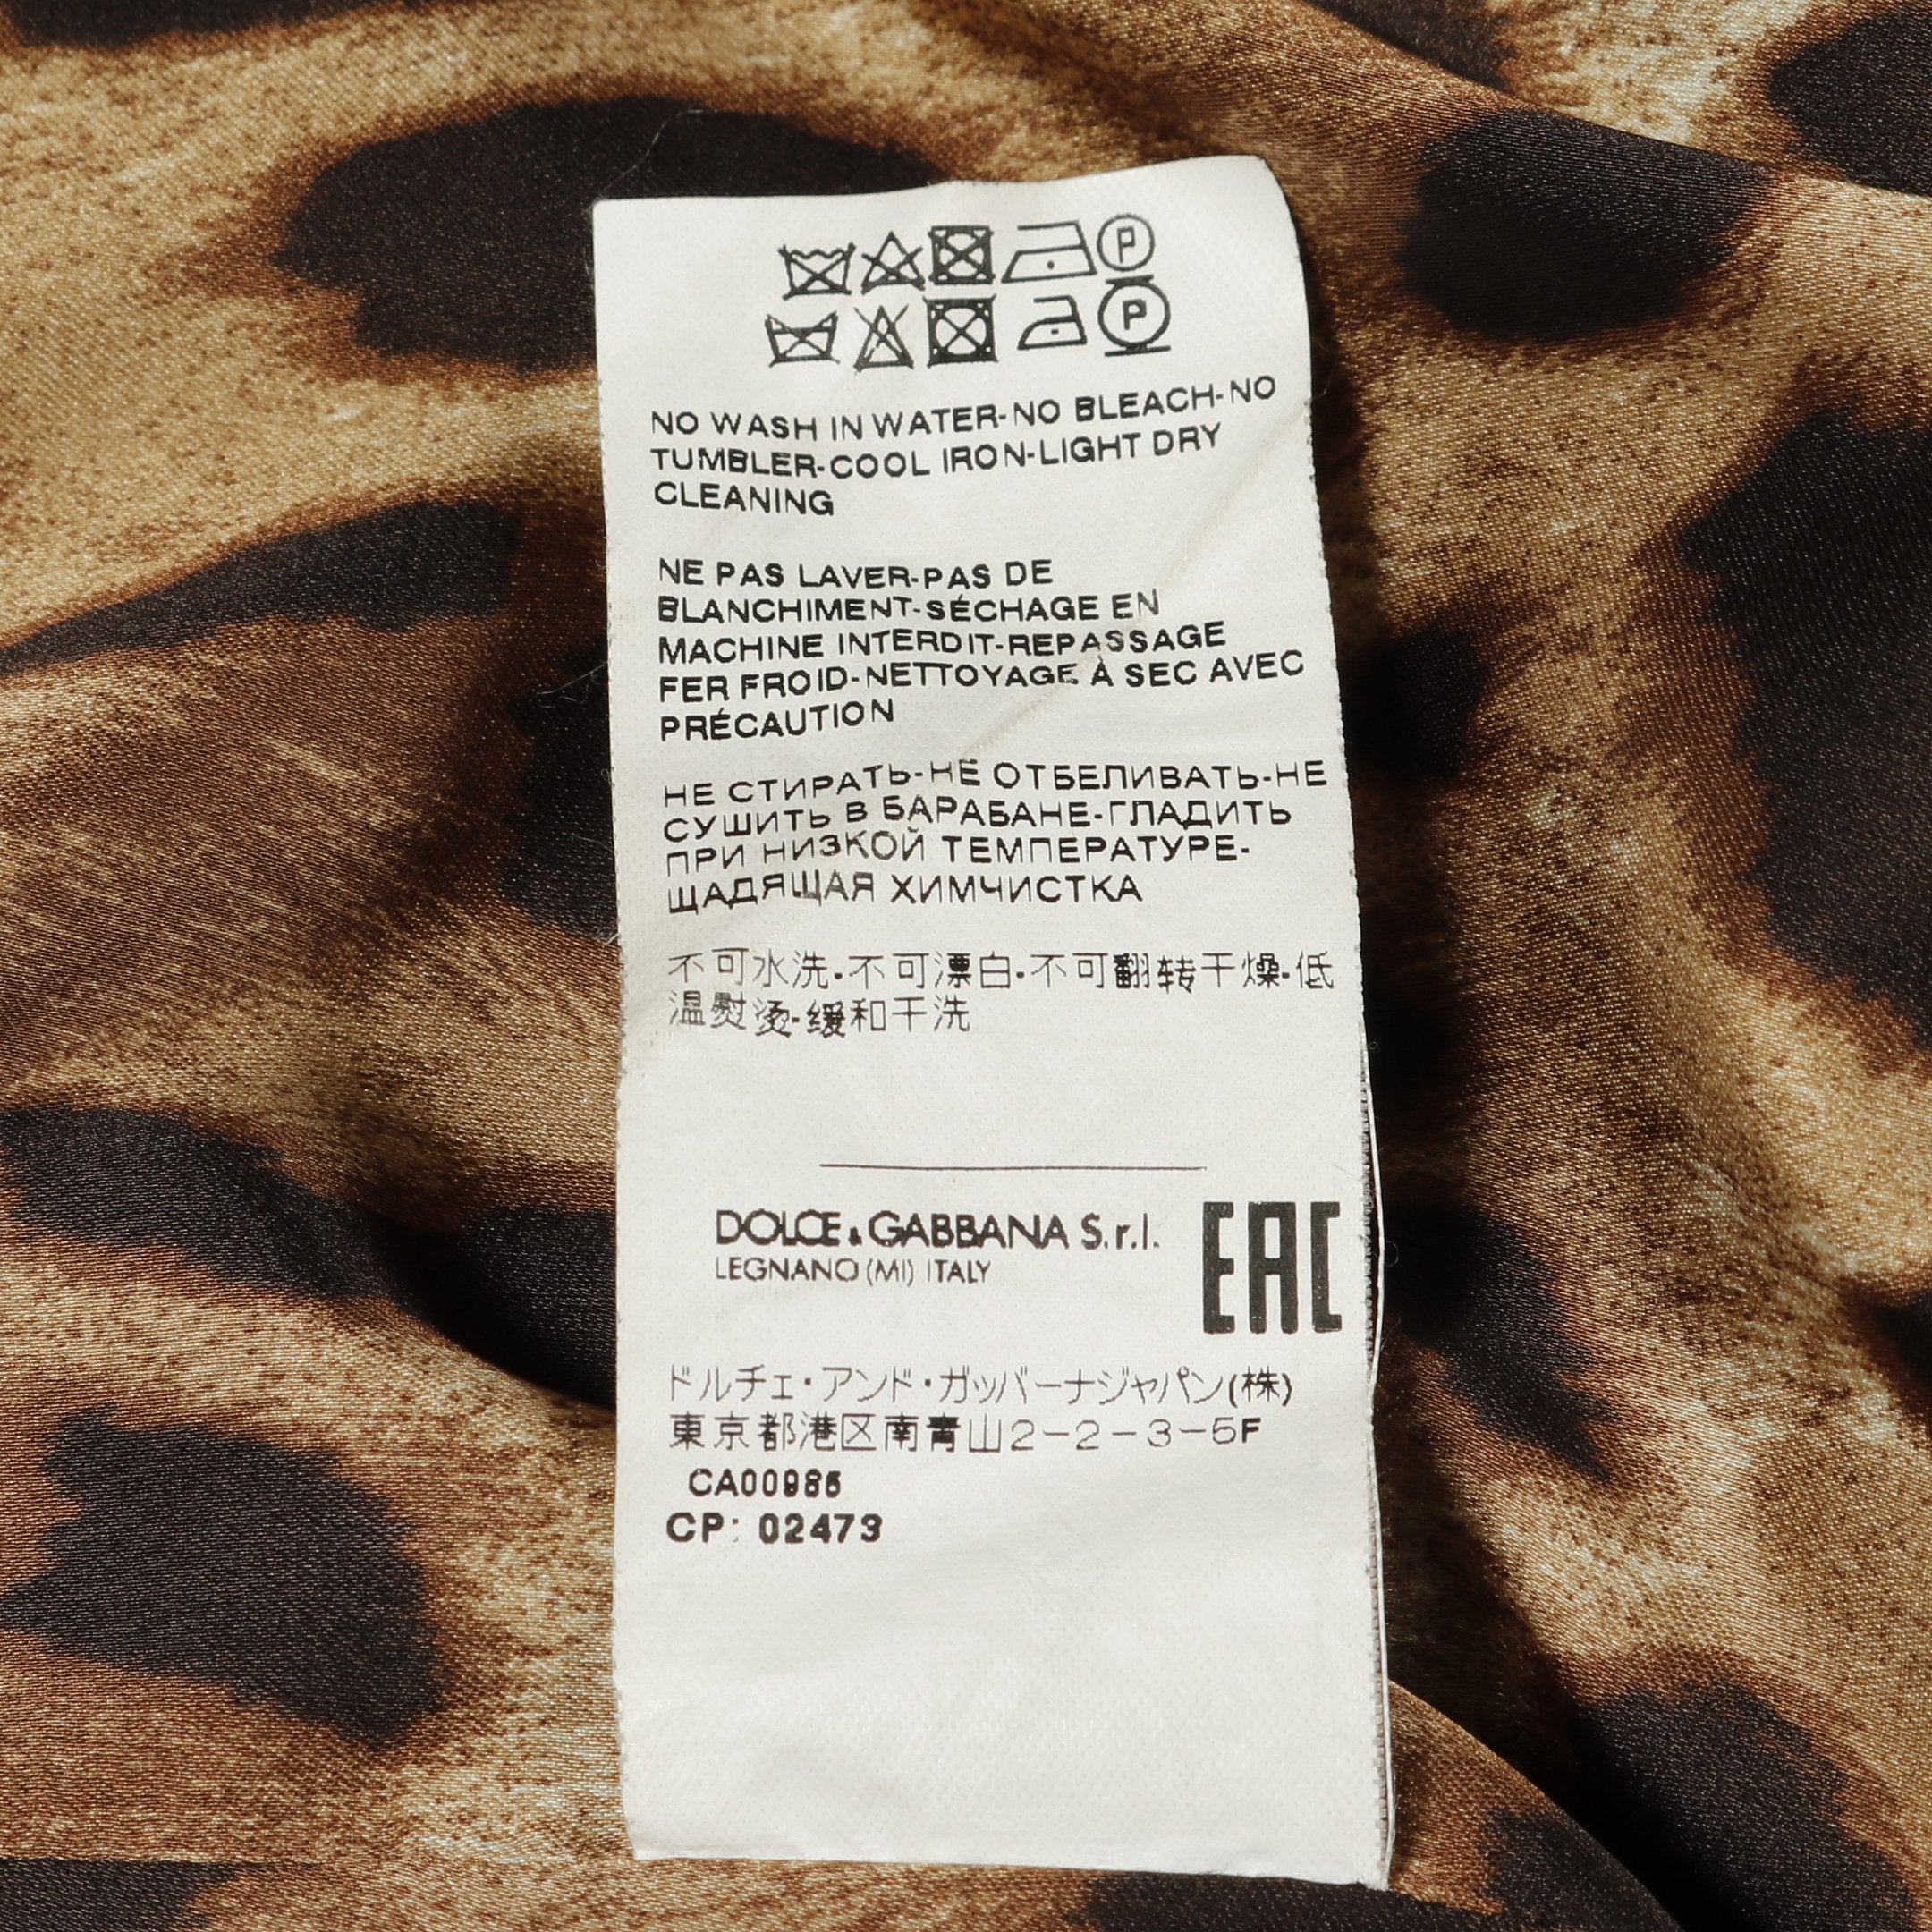 P
P
NO WASH IN WATER-NO BLEACH-NO
TUMBLER-COOL IRON-LIGHT DRY
CLEANING
NE PAS LAVER-PAS DE
BLANCHIMENT-SÉCHAGE EN
MACHINE INTERDIT-REPASSAGE
FER FROID-NETTOYAGE À SEC AVEC
PRÉCAUTION
НЕ СТИРАТЬ-НЕ ОТБЕЛИВАТЬ-НЕ
СУШИТЬ В БАРАБАНЕ-ГЛАДИТЬ
ПРИ НИЗКОЙ ТЕМПЕРАТУРЕ-
ЩАДЯЩАЯ ХИМЧИСТКА
不可水洗-不可漂白-不可翻转干燥-低
温熨烫-缓和干洗
DOLCE & GABBANA S.r.l.
LEGNANO (MI) ITALY
EAC
ドルチェ・アンド・ガッバーナジャパン(株)
東京都港区南青山2-2-3-5F
CA00986
CP: 02473